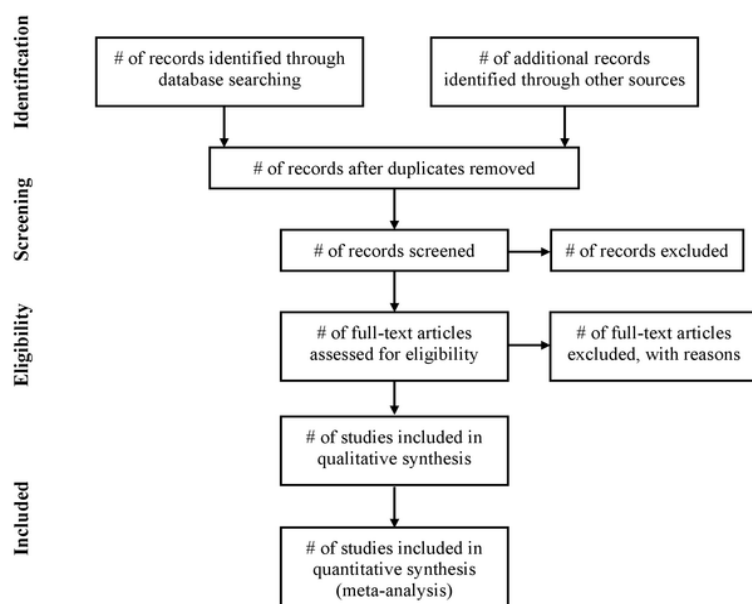 Identification
# of records identified through
database searching
# of additional records
identified through other sources
# of records after duplicates removed
Screening
# of records screened
# of records excluded
Eligibility
# of full-text articles
assessed for eligibility
# of full-text articles
excluded, with reasons
# of studies included in
qualitative synthesis
Included
# of studies included in
quantitative synthesis
(meta-analysis)